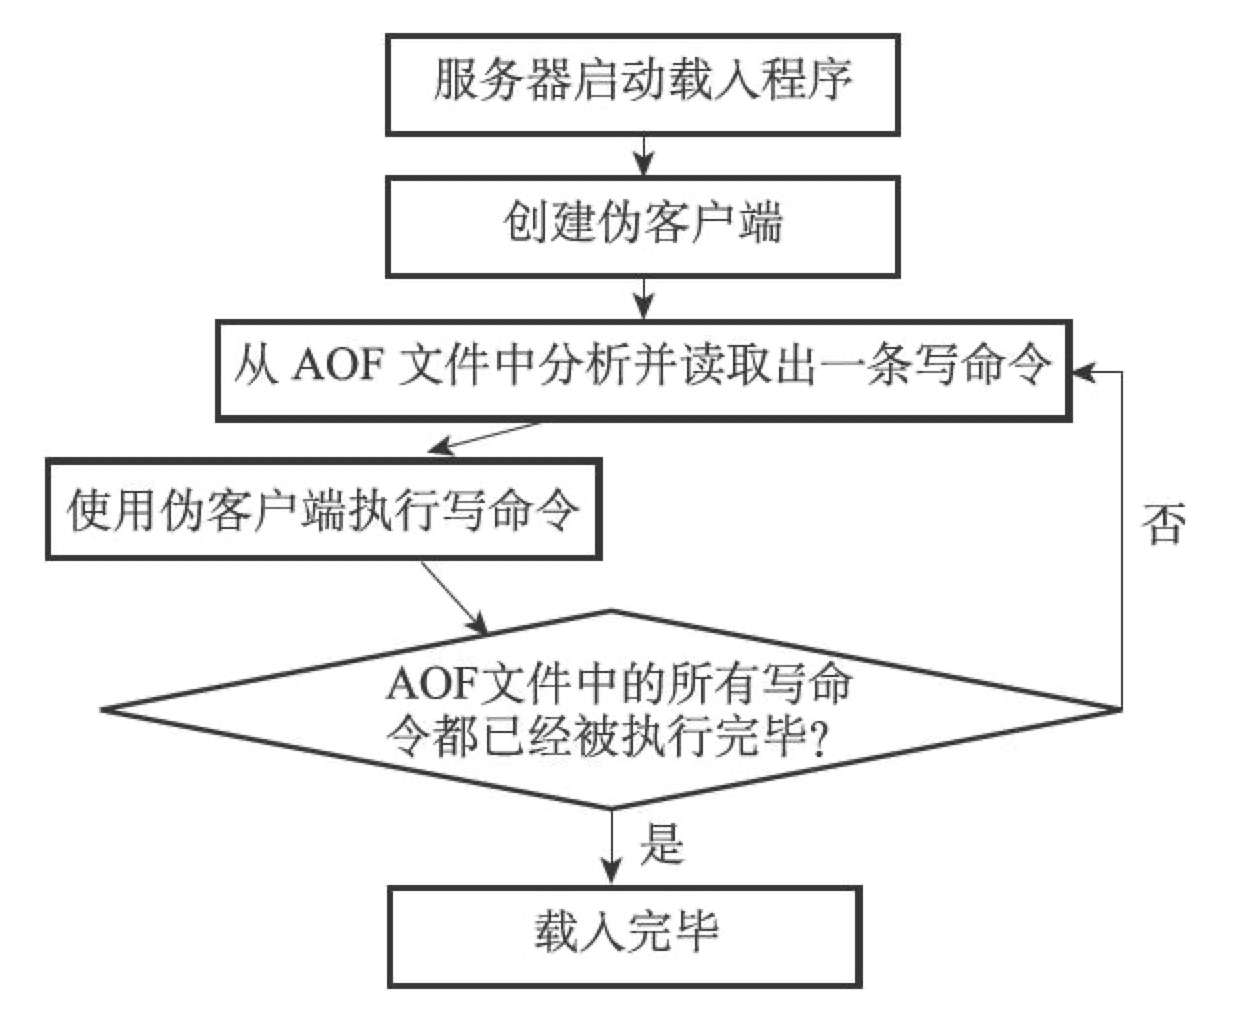 服务器启动载入程序
创建伪客户端
从 AOF 文件中分析并读取出一条写命令
使用伪客户端执行写命令
否
AOF文件中的所有写命
令都已经被执行完毕?
是
载入完毕